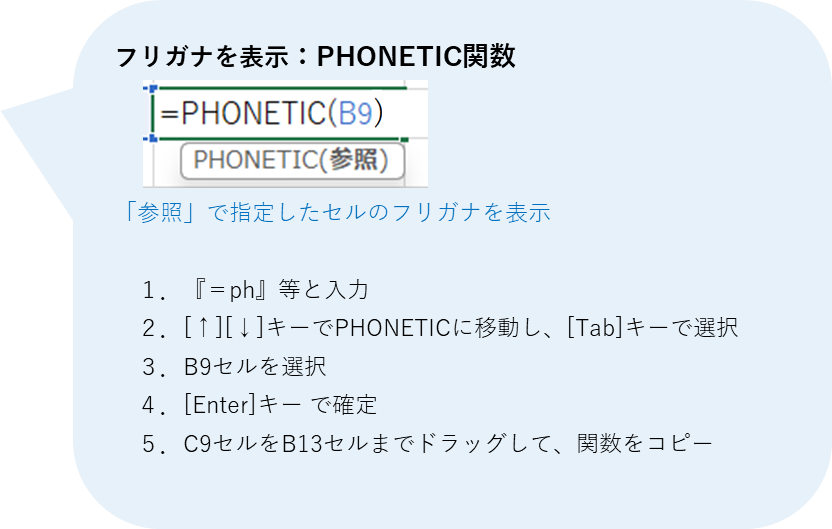 フリガナを表示：PHONETIC関数
=PHONETIC(B9)
PHONETIC(参照)
「参照」で指定したセルのフリガナを表示
1．『＝ph』等と入力
2．[↑][↓]キーでPHONETICに移動し、[Tab]キーで選択
3．B9セルを選択
4．[Enter]キー で確定
5．C9セルをB13セルまでドラッグして、関数をコピー